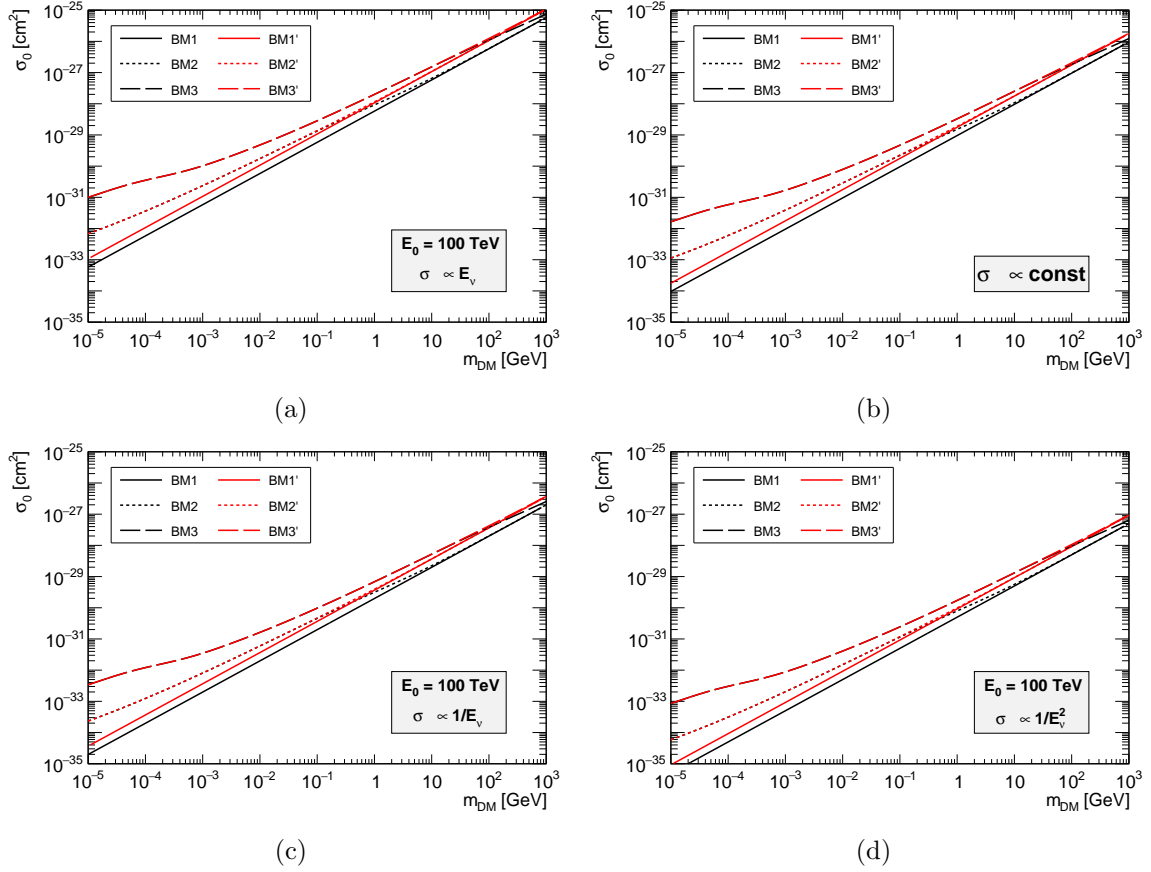 σ₀ [cm²]
10⁻²⁵
10⁻²⁷
10⁻²⁹
10⁻³¹
10⁻³³
10⁻³⁵
BM1 BM1'
BM2 BM2'
BM3 BM3'
E₀ = 100 TeV
σ ∝ Eᵥ
10⁻⁵ 10⁻⁴ 10⁻³ 10⁻² 10⁻¹ 1 10 10² 10³
m_DM [GeV]
(a)
σ₀ [cm²]
10⁻²⁵
10⁻²⁷
10⁻²⁹
10⁻³¹
10⁻³³
10⁻³⁵
BM1 BM1'
BM2 BM2'
BM3 BM3'
σ ∝ const
10⁻⁵ 10⁻⁴ 10⁻³ 10⁻² 10⁻¹ 1 10 10² 10³
m_DM [GeV]
(b)
σ₀ [cm²]
10⁻²⁵
10⁻²⁷
10⁻²⁹
10⁻³¹
10⁻³³
10⁻³⁵
BM1 BM1'
BM2 BM2'
BM3 BM3'
E₀ = 100 TeV
σ ∝ 1/Eᵥ
10⁻⁵ 10⁻⁴ 10⁻³ 10⁻² 10⁻¹ 1 10 10² 10³
m_DM [GeV]
(c)
σ₀ [cm²]
10⁻²⁵
10⁻²⁷
10⁻²⁹
10⁻³¹
10⁻³³
10⁻³⁵
BM1 BM1'
BM2 BM2'
BM3 BM3'
E₀ = 100 TeV
σ ∝ 1/Eᵥ²
10⁻⁵ 10⁻⁴ 10⁻³ 10⁻² 10⁻¹ 1 10 10² 10³
m_DM [GeV]
(d)